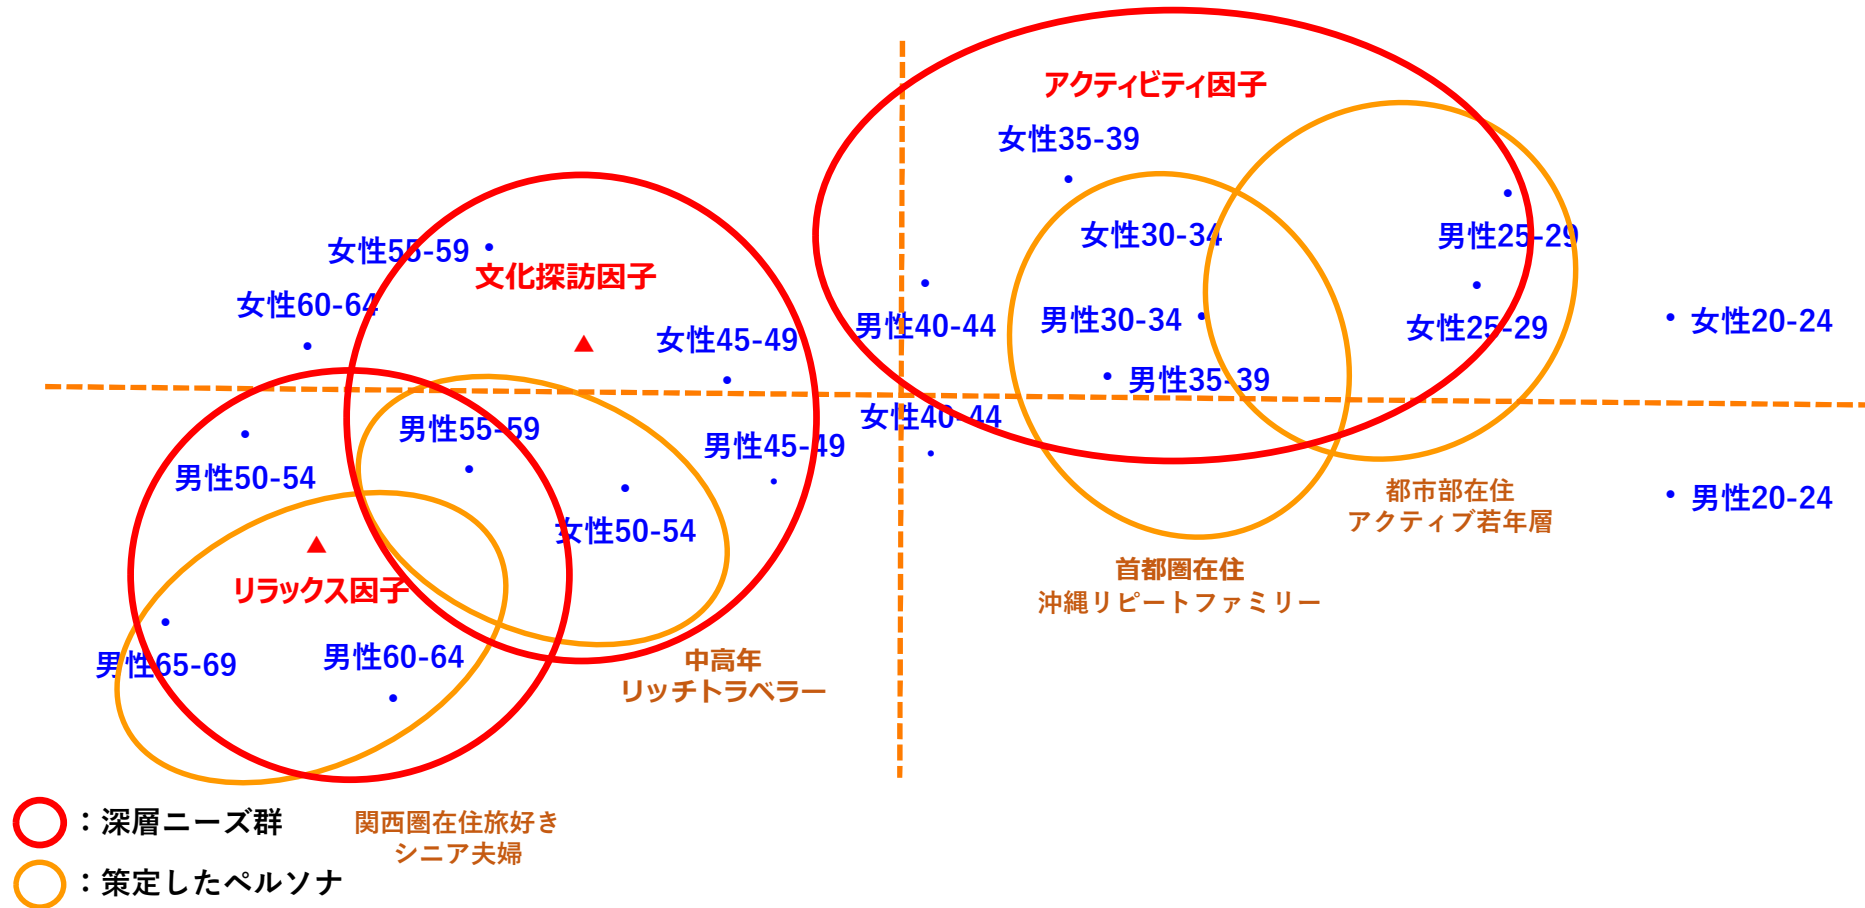 アクティビティ因子
女性35-39
女性30-34
男性25-29
女性55-59
文化探訪因子
女性60-64
女性45-49
男性40-44
男性30-34
女性25-29
女性20-24
男性35-39
女性40-44
男性55-59
男性45-49
男性50-54
女性50-54
男性20-24
都市部在住
アクティブ若年層
首都圏在住
沖縄リピートファミリー
リラックス因子
男性65-69
男性60-64
中高年
リッチトラベラー
:深層ニーズ群
関西圏在住旅好き
シニア夫婦
:策定したペルソナ